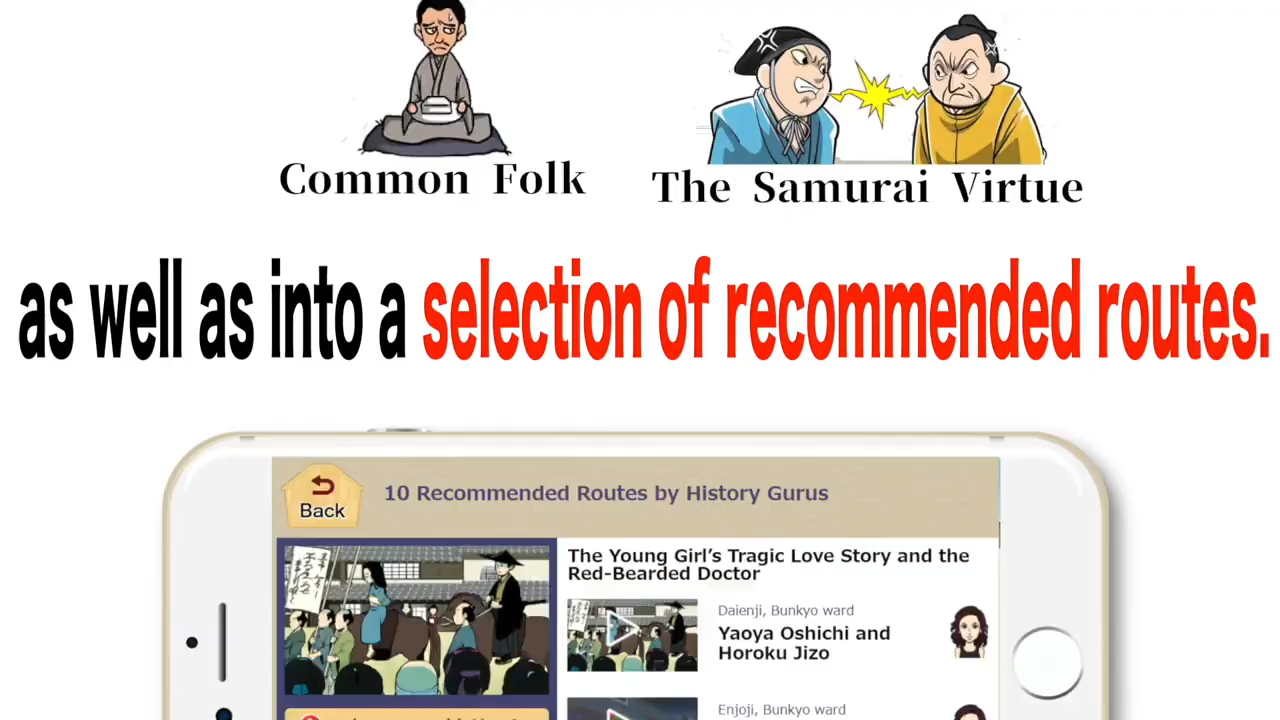 Common Folk
The Samurai Virtue
as well as into a selection of recommended routes.
Back
10 Recommended Routes by History Gurus
The Young Girl's Tragic Love Story and the
Red-Bearded Doctor
Daienji, Bunkyo ward
Yaoya Oshichi and
Horoku Jizo
Enjoji, Bunkyo ward